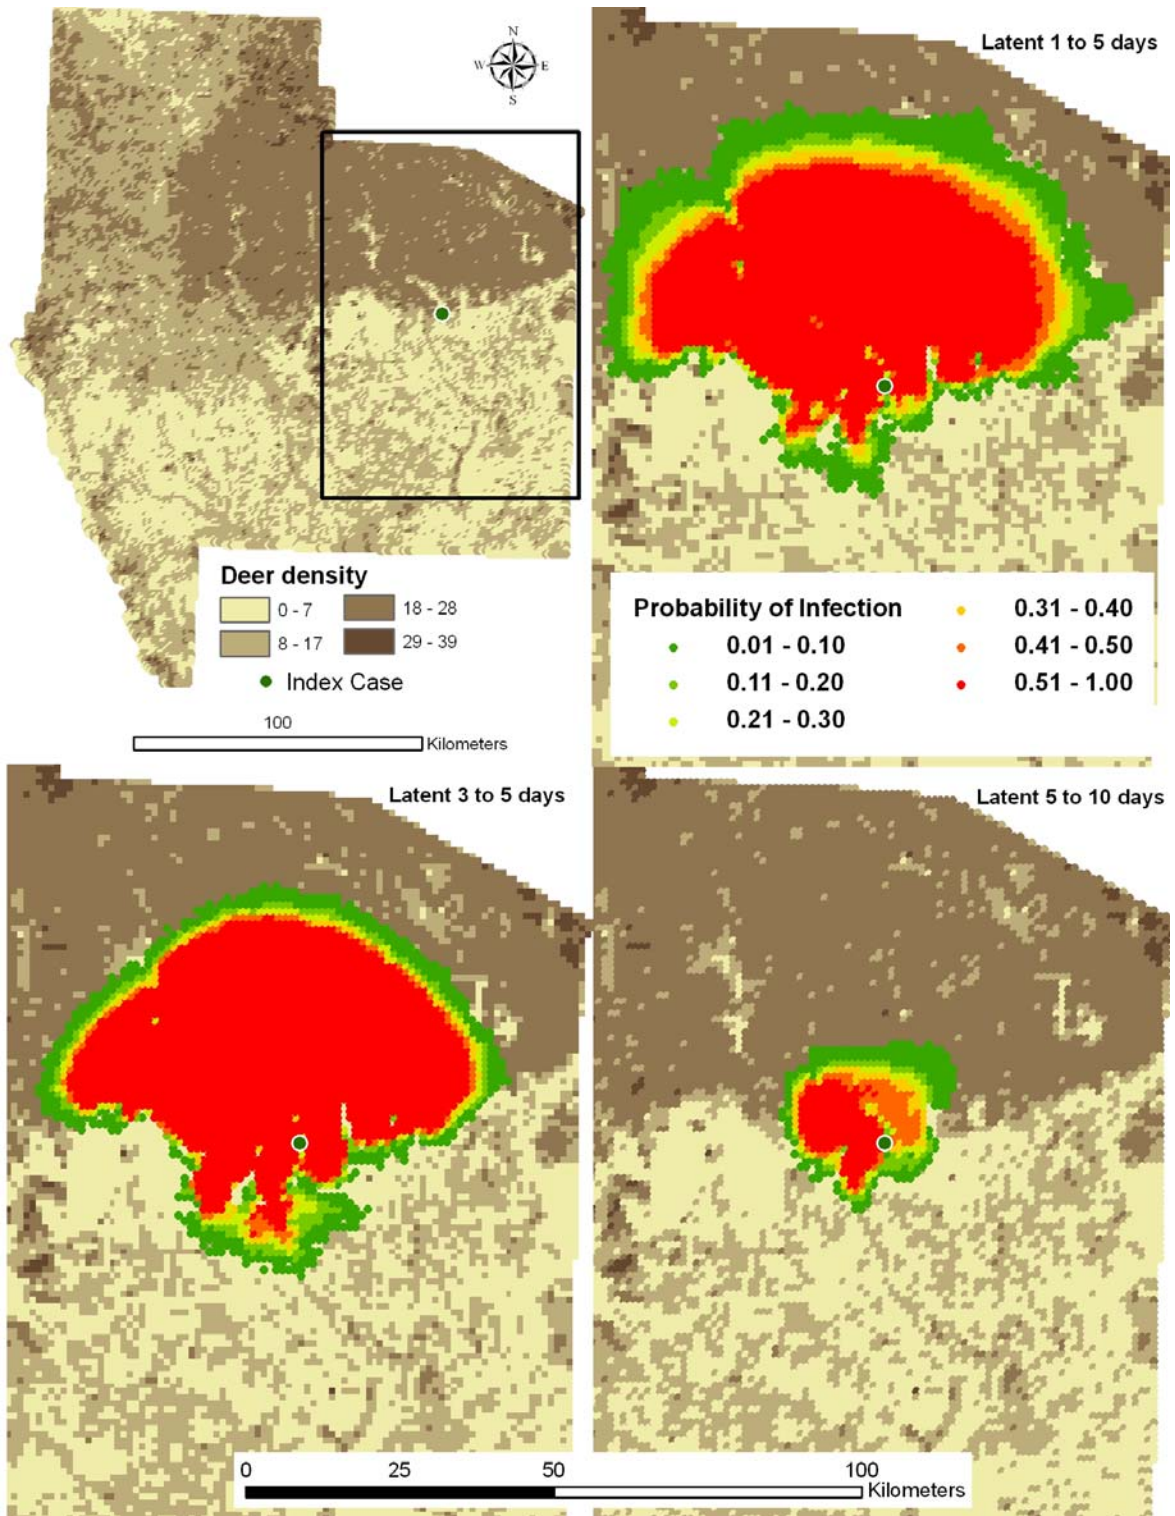 N
W E
S
Deer density
0 - 7
18 - 28
8 - 17
29 - 39
Index Case
100
Kilometers
Latent 1 to 5 days
Probability of Infection
0.01 - 0.10
0.11 - 0.20
0.21 - 0.30
0.31 - 0.40
0.41 - 0.50
0.51 - 1.00
Latent 3 to 5 days
Latent 5 to 10 days
0 25 50 100
Kilometers